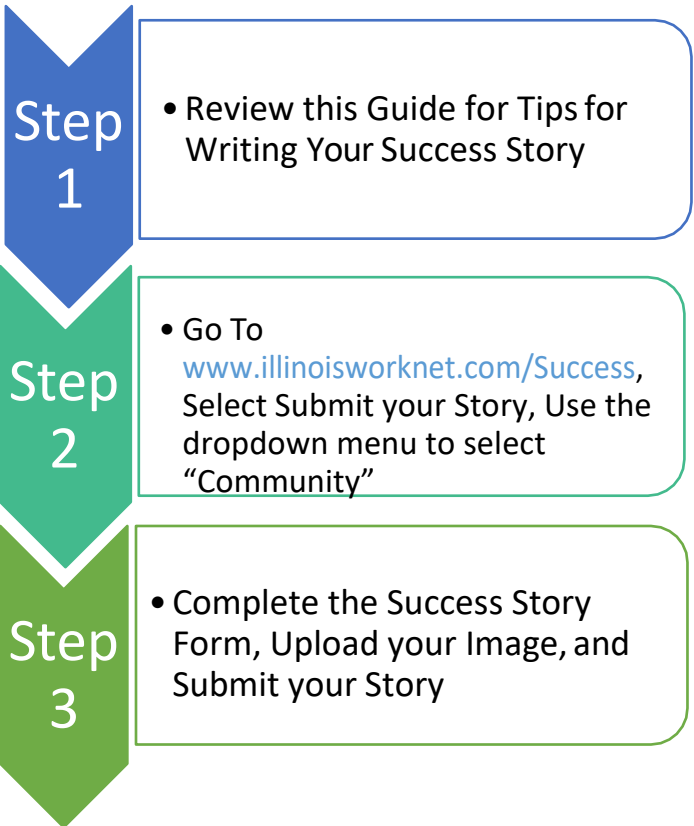 Step
1
• Review this Guide for Tips for
Writing Your Success Story
Step
2
• Go To
www.illinoisworknet.com/Success,
Select Submit your Story, Use the
dropdown menu to select
“Community”
Step
3
• Complete the Success Story
Form, Upload your Image, and
Submit your Story